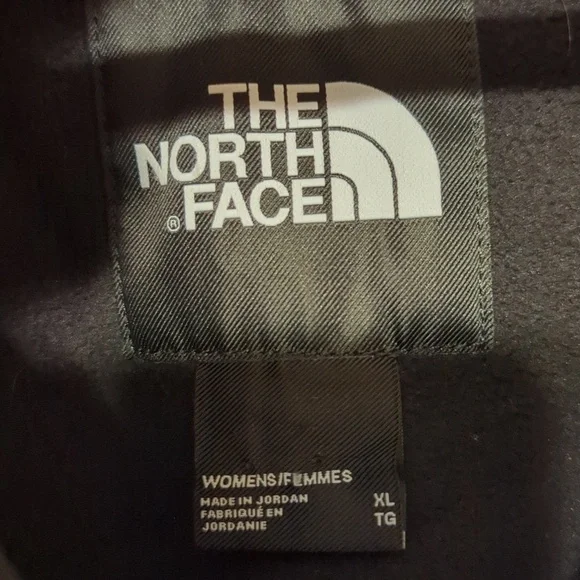 THE
NORTH
® FACE
WOMENS/FEMMES
MADE IN JORDAN XL
FABRIQUÉ EN TG
JORDANIE